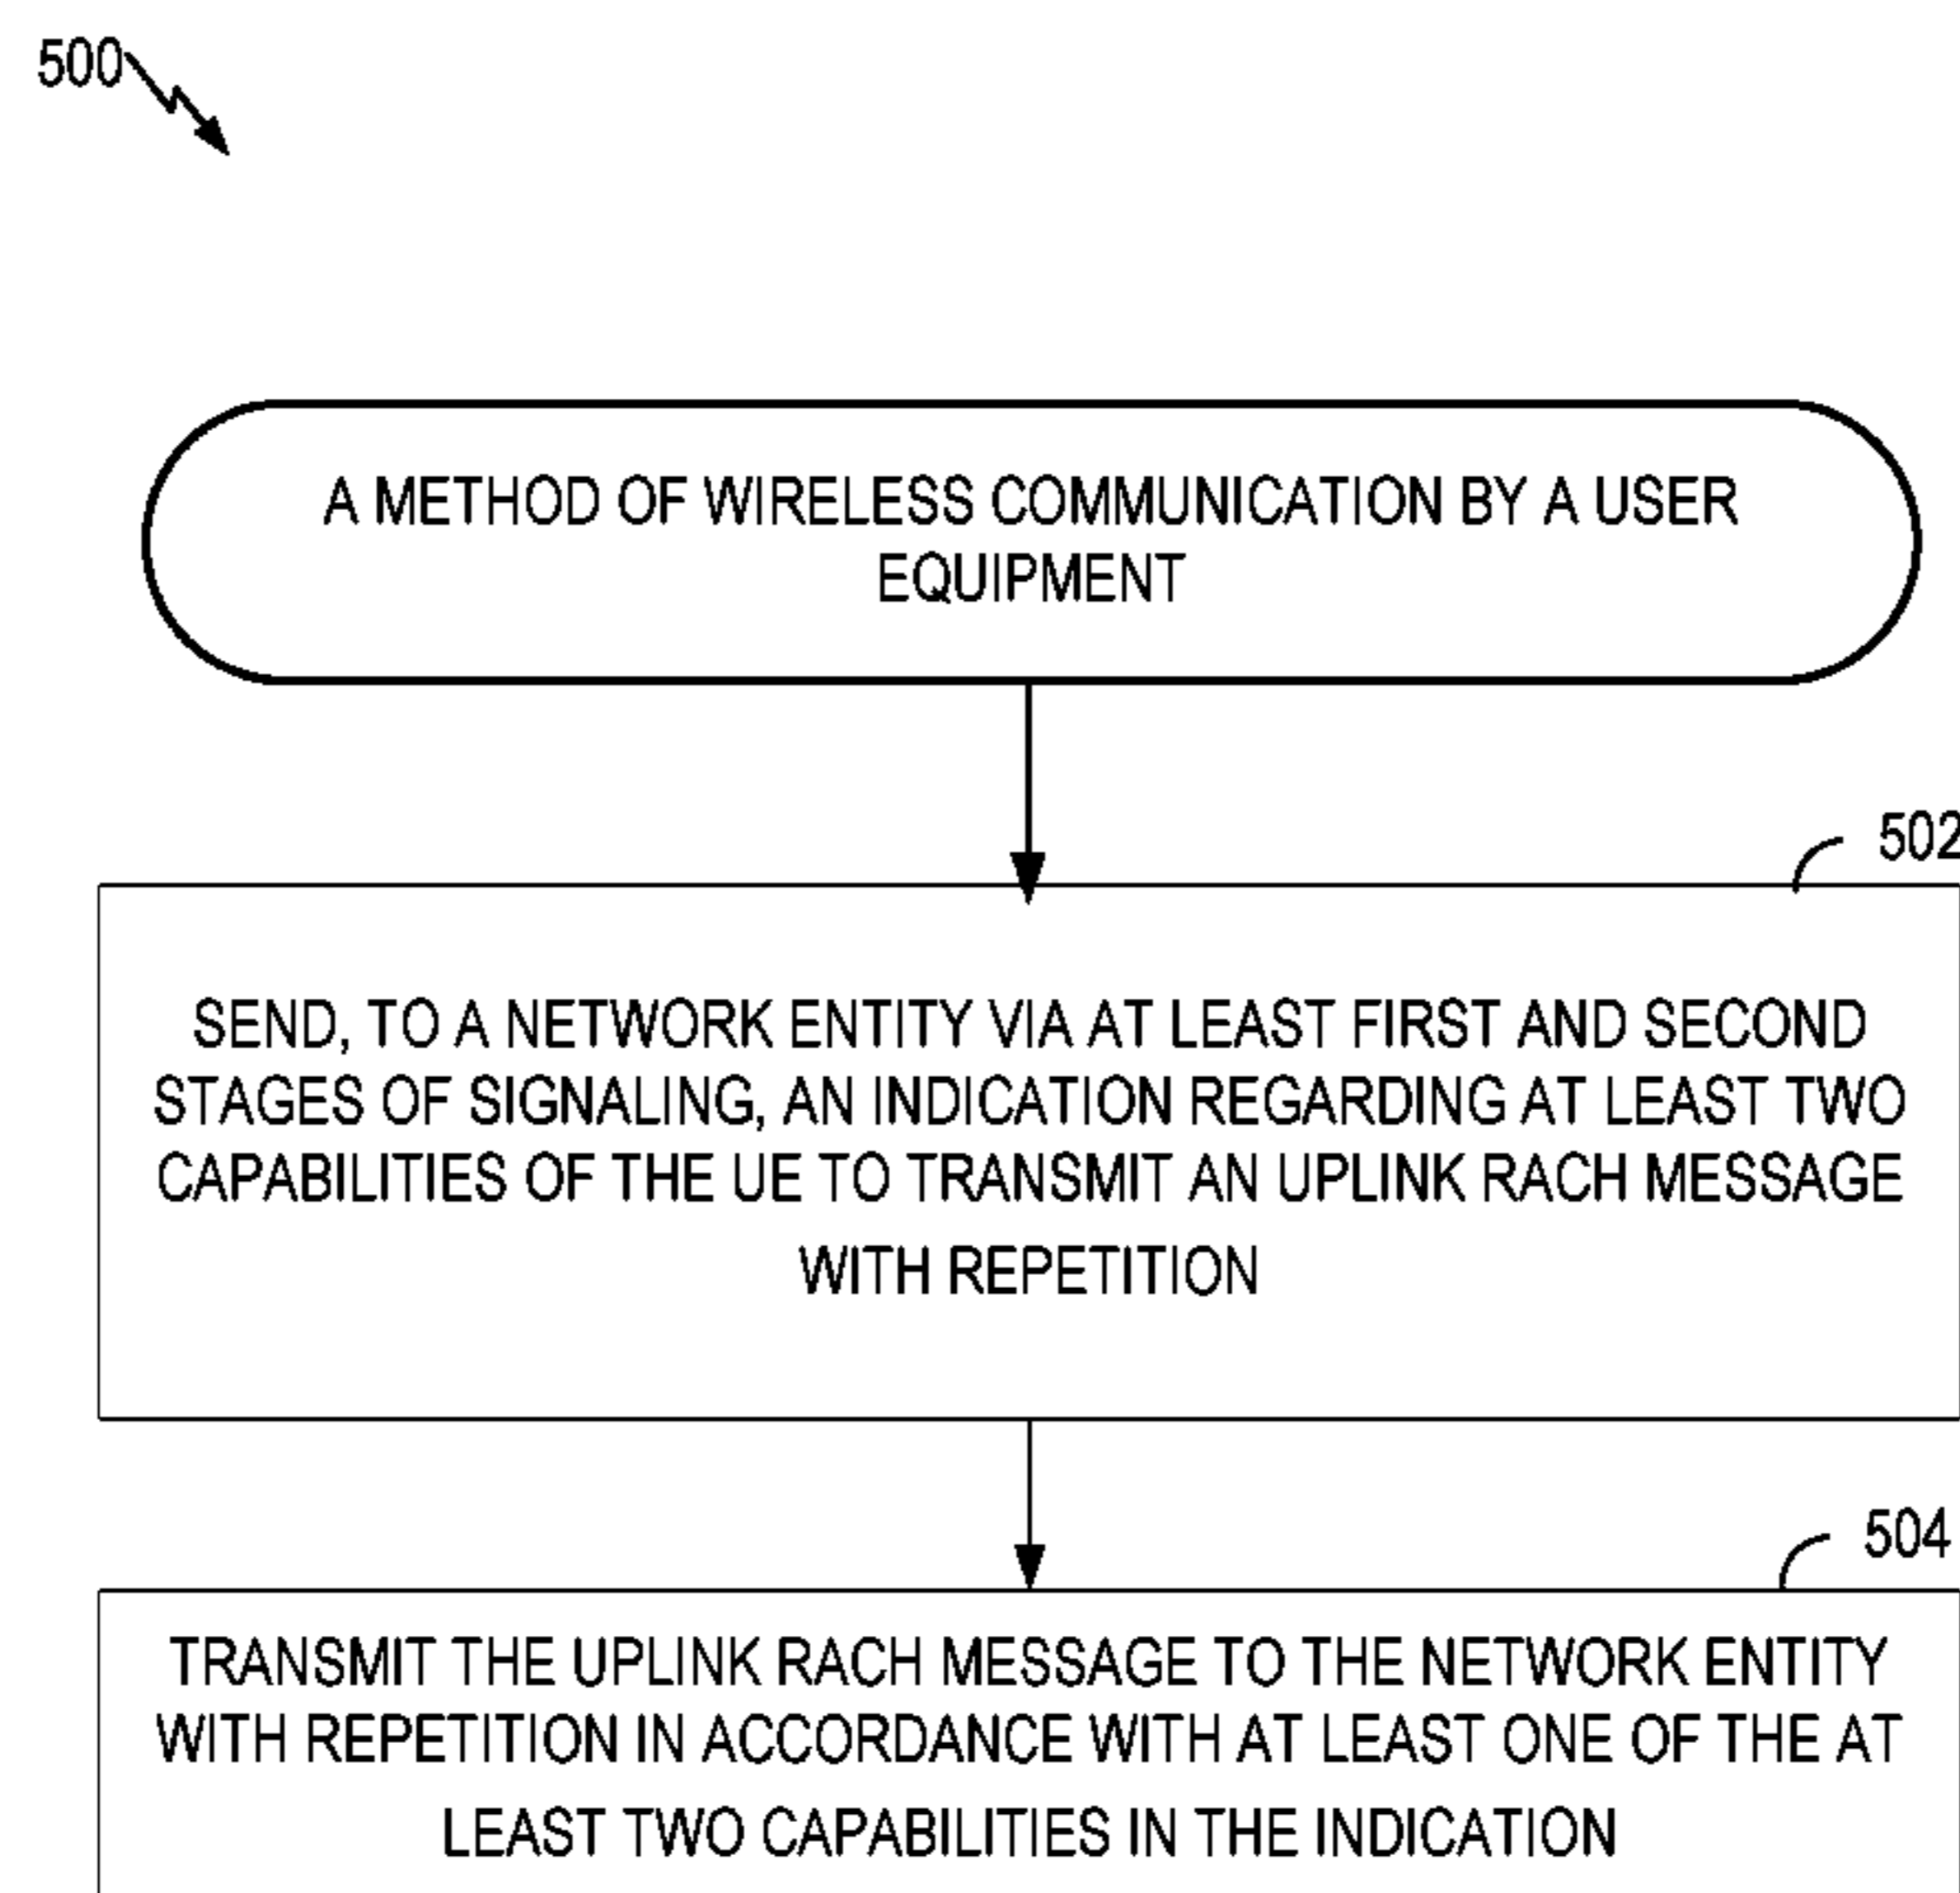 500
A METHOD OF WIRELESS COMMUNICATION BY A USER
EQUIPMENT
502
SEND, TO A NETWORK ENTITY VIA AT LEAST FIRST AND SECOND
STAGES OF SIGNALING, AN INDICATION REGARDING AT LEAST TWO
CAPABILITIES OF THE UE TO TRANSMIT AN UPLINK RACH MESSAGE
WITH REPETITION
504
TRANSMIT THE UPLINK RACH MESSAGE TO THE NETWORK ENTITY
WITH REPETITION IN ACCORDANCE WITH AT LEAST ONE OF THE AT
LEAST TWO CAPABILITIES IN THE INDICATION